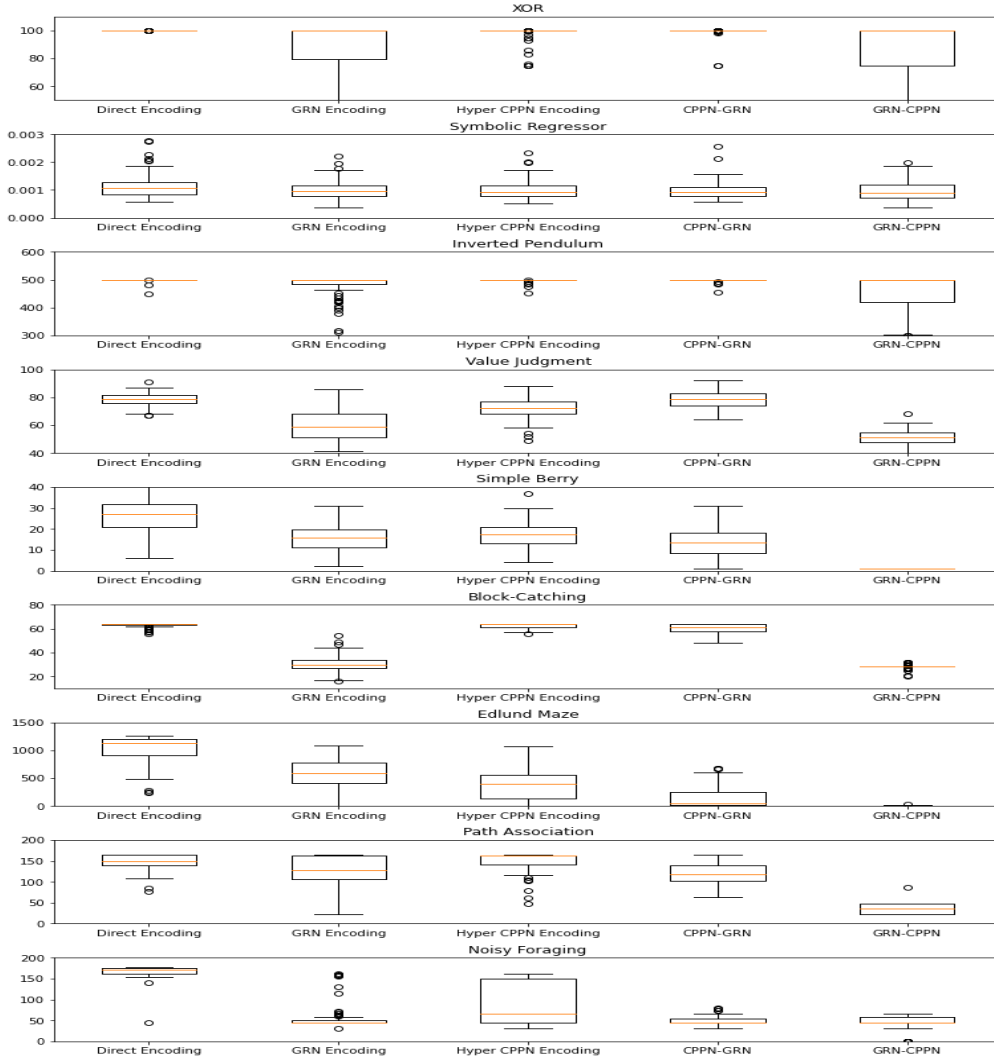 XOR
100
80
60
Direct Encoding GRN Encoding Hyper CPPN Encoding CPPN-GRN GRN-CPPN
Symbolic Regressor
0.003
0.002
0.001
0.000
Direct Encoding GRN Encoding Hyper CPPN Encoding CPPN-GRN GRN-CPPN
Inverted Pendulum
600
500
400
300
Direct Encoding GRN Encoding Hyper CPPN Encoding CPPN-GRN GRN-CPPN
Value Judgment
100
80
60
40
Direct Encoding GRN Encoding Hyper CPPN Encoding CPPN-GRN GRN-CPPN
Simple Berry
40
30
20
10
0
Direct Encoding GRN Encoding Hyper CPPN Encoding CPPN-GRN GRN-CPPN
Block-Catching
80
60
40
20
Direct Encoding GRN Encoding Hyper CPPN Encoding CPPN-GRN GRN-CPPN
Edlund Maze
1500
1000
500
0
Direct Encoding GRN Encoding Hyper CPPN Encoding CPPN-GRN GRN-CPPN
Path Association
200
150
100
50
0
Direct Encoding GRN Encoding Hyper CPPN Encoding CPPN-GRN GRN-CPPN
Noisy Foraging
200
150
100
50
0
Direct Encoding GRN Encoding Hyper CPPN Encoding CPPN-GRN GRN-CPPN